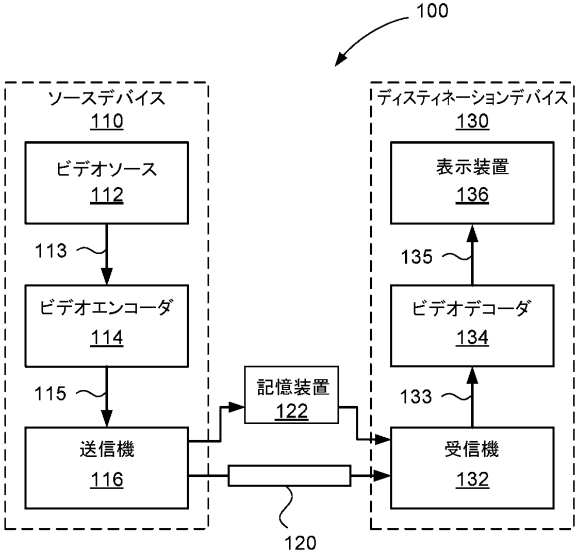 100
ソースデバイス
110
ビデオソース
112
113
ビデオエンコーダ
114
115
送信機
116
記憶装置
122
120
ディスティネーションデバイス
130
表示装置
136
135
ビデオデコーダ
134
133
受信機
132